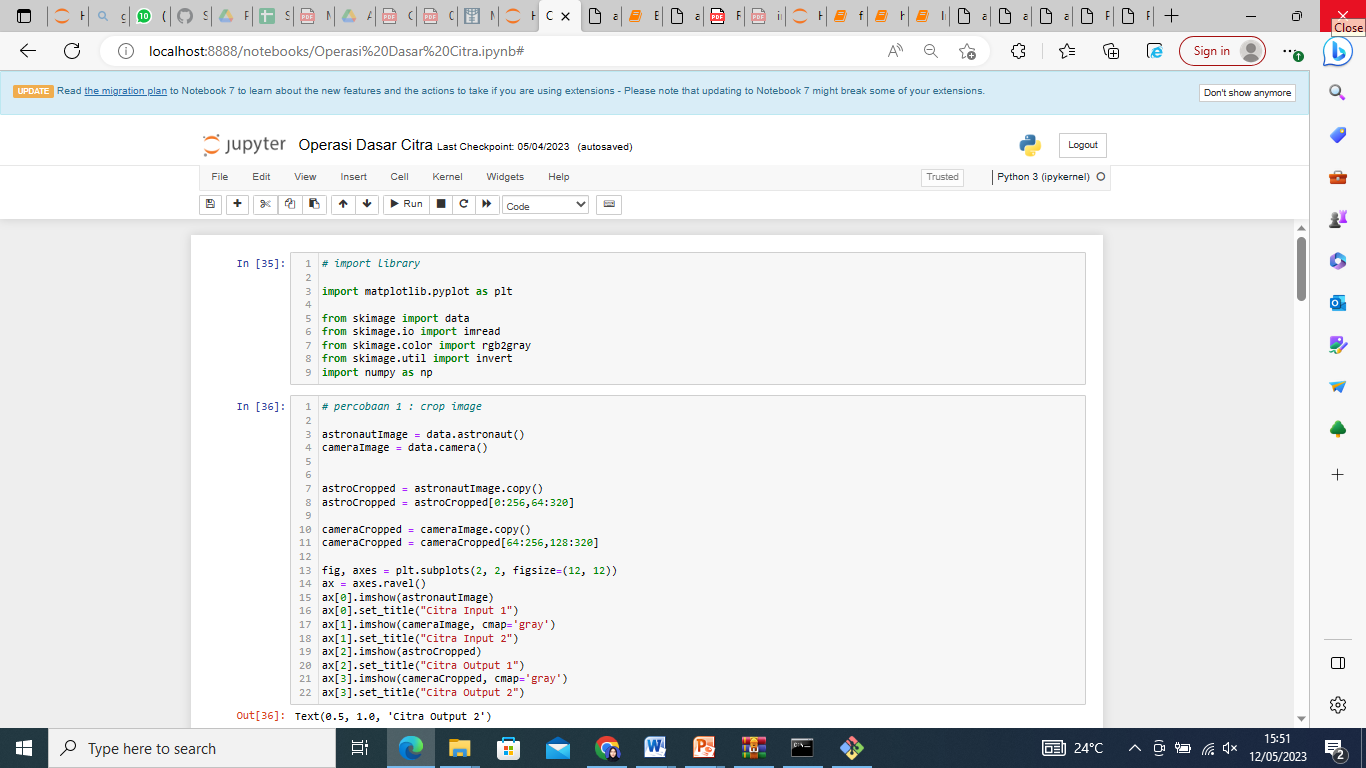 Close
localhost:8888/notebooks/Operasi%20Dasar%20Citra.ipynb#
Sign in
UPDATE Read the migration plan to Notebook 7 to learn about the new features and the actions to take if you are using extensions - Please note that updating to Notebook 7 might break some of your extensions.
Don't show anymore
jupyter Operasi Dasar Citra Last Checkpoint: 05/04/2023 (autosaved)
Logout
File Edit View Insert Cell Kernel Widgets Help
Trusted
Python 3 (ipykernel)
Run
Code
In [35]:
1 # import library
2
3 import matplotlib.pyplot as plt
4
5 from skimage import data
6 from skimage.io import imread
7 from skimage.color import rgb2gray
8 from skimage.util import invert
9 import numpy as np
In [36]:
1 # percobaan 1 : crop image
2
3 astronautImage = data.astronaut()
4 cameraImage = data.camera()
5
6
7 astroCropped = astronautImage.copy()
8 astroCropped = astroCropped[0:256,64:320]
9
10 cameraCropped = cameraImage.copy()
11 cameraCropped = cameraCropped[64:256,128:320]
12
13 fig, axes = plt.subplots(2, 2, figsize=(12, 12))
14 ax = axes.ravel()
15 ax[0].imshow(astronautImage)
16 ax[0].set_title("Citra Input 1")
17 ax[1].imshow(cameraImage, cmap='gray')
18 ax[1].set_title("Citra Input 2")
19 ax[2].imshow(astroCropped)
20 ax[2].set_title("Citra Output 1")
21 ax[3].imshow(cameraCropped, cmap='gray')
22 ax[3].set_title("Citra Output 2")
Out[36]: Text(0.5, 1.0, 'Citra Output 2')
Type here to search
24°C
15:51
12/05/2023
2